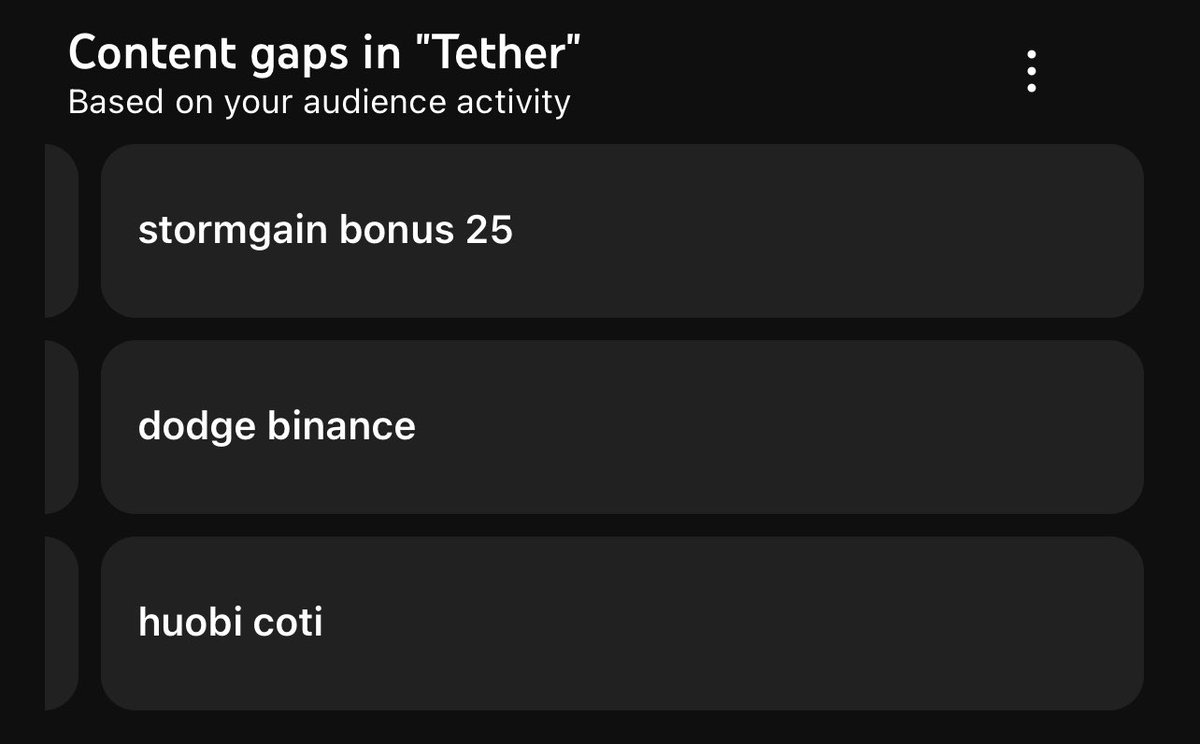 Content gaps in "Tether"
Based on your audience activity
stormgain bonus 25
dodge binance
huobi coti